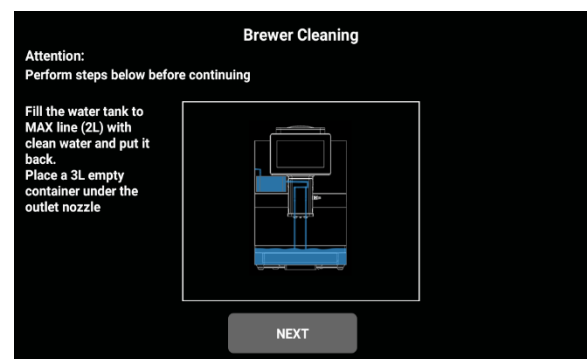 Brewer Cleaning
Attention:
Perform steps below before continuing
Fill the water tank to
MAX line (2L) with
clean water and put it
back.
Place a 3L empty
container under the
outlet nozzle
NEXT